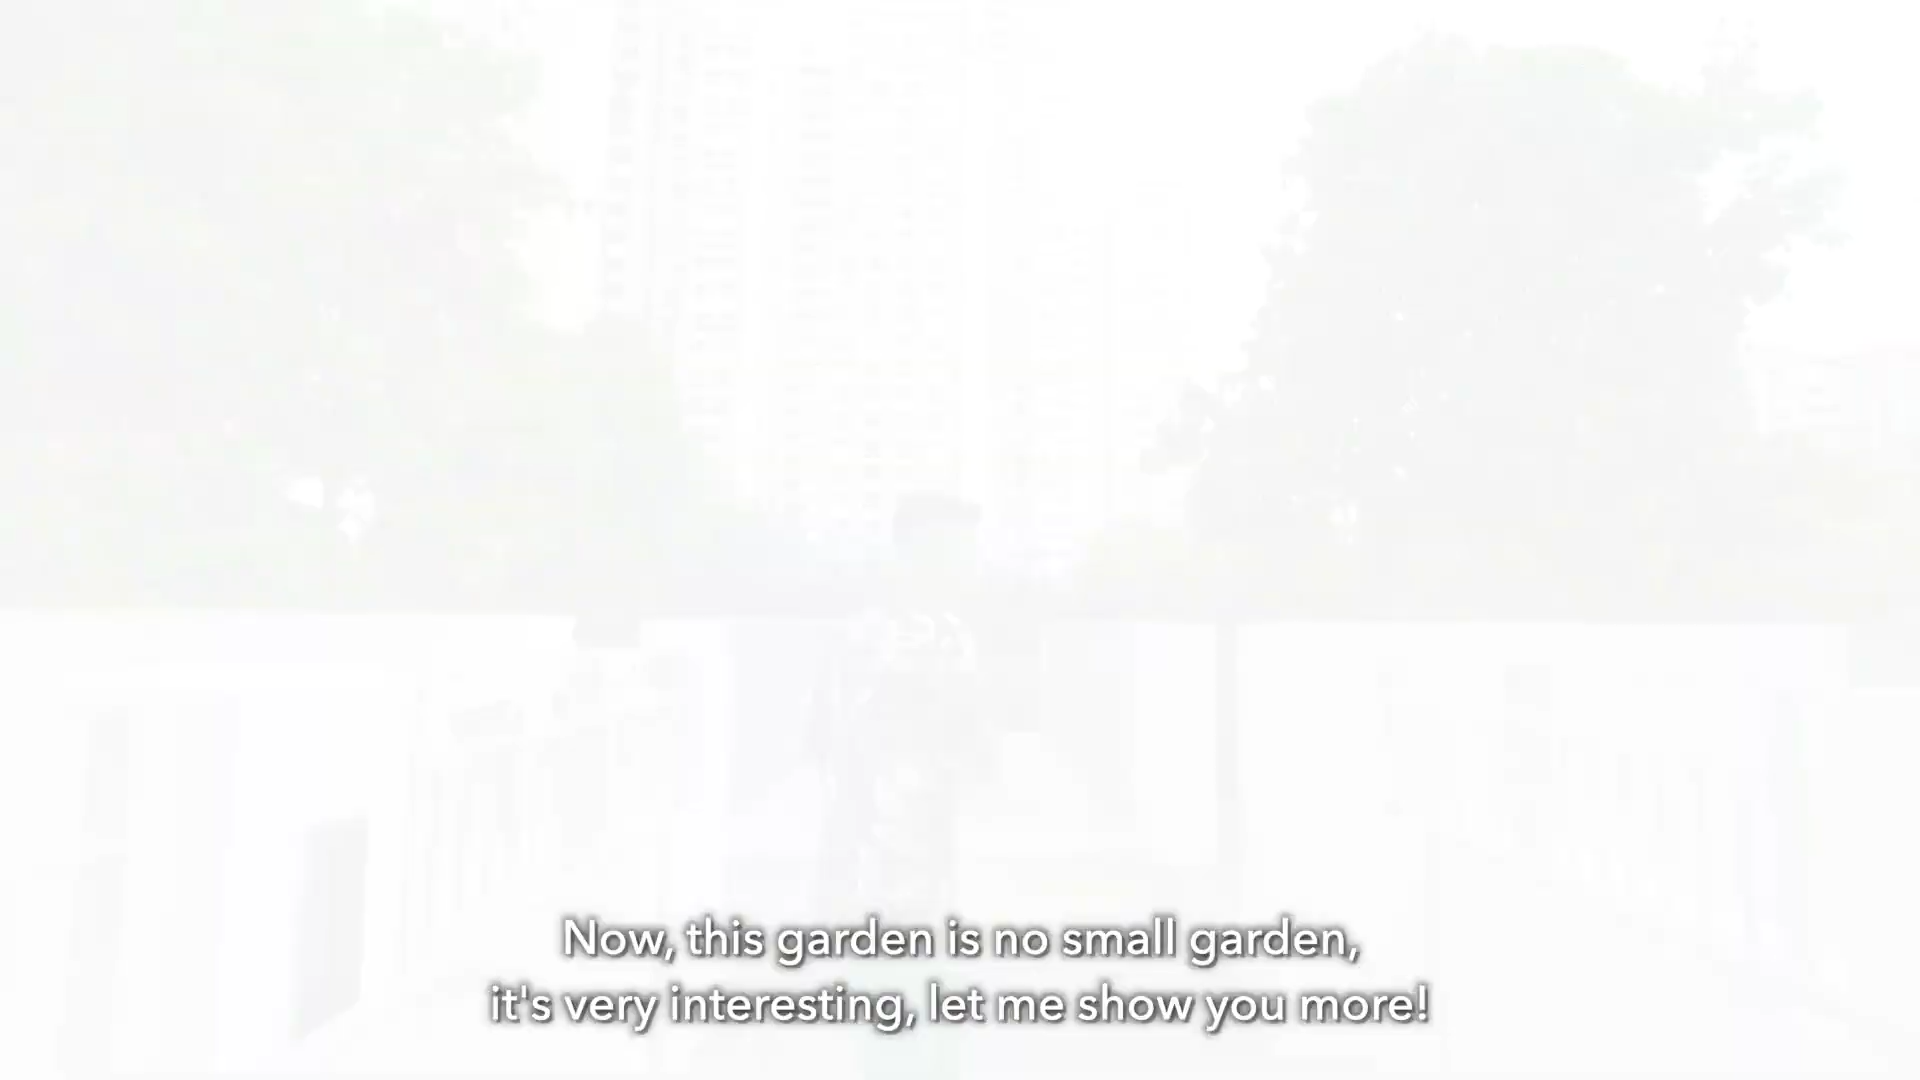 Now, this garden is no small garden,
it's very interesting, let me show you more!